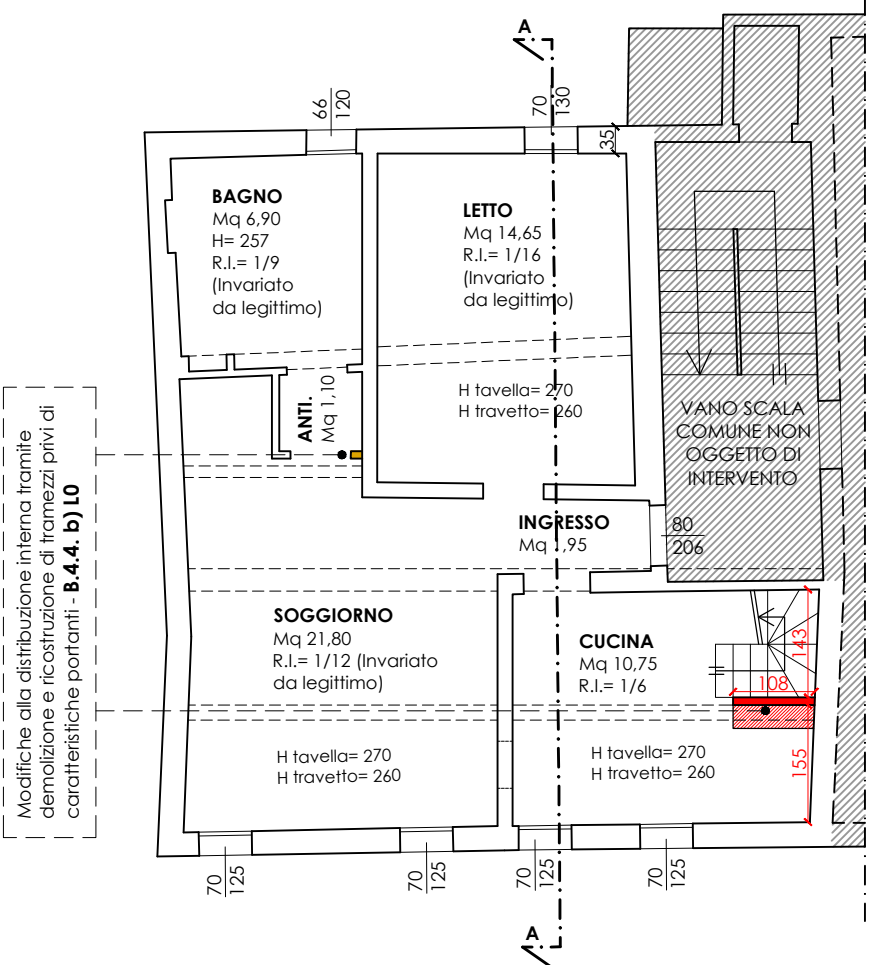 A
66
120
70
130
35
BAGNO
Mq 6,90
H= 257
R.I.= 1/9
(Invariato
da legittimo)
LETTO
Mq 14,65
R.I.= 1/16
(Invariato
da legittimo)
H tavella= 270
H travetto= 260
ANTI.
Mq 1,10
VANO SCALA
COMUNE NON
OGGETTO DI
INTERVENTO
Modifiche alla distribuzione interna tramite
demolizione e ricostruzione di tramezzi privi di
caratteristiche portanti - B.4.4. b) L0
INGRESSO
Mq 1,95
80
206
SOGGIORNO
Mq 21,80
R.I.= 1/12 (Invariato
da legittimo)
H tavella= 270
H travetto= 260
CUCINA
Mq 10,75
R.I.= 1/6
H tavella= 270
H travetto= 260
143
108
155
70
125
70
125
70
125
70
125
A